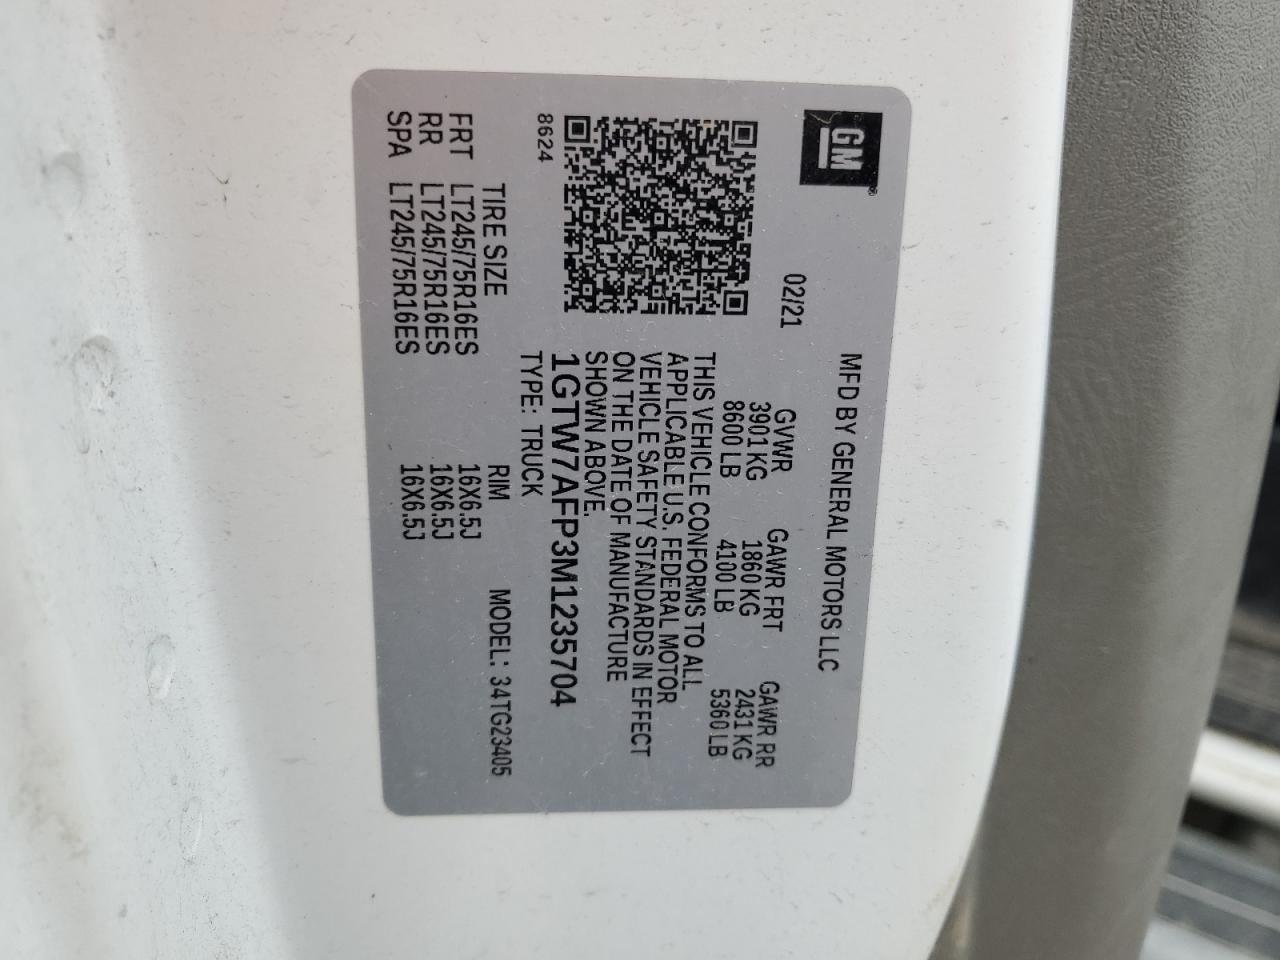 GM®
MFD BY GENERAL MOTORS LLC
02/21
GVWR GAWR FRT GAWR RR
3901 KG 1860 KG 2431 KG
8600 LB 4100 LB 5360 LB
THIS VEHICLE CONFORMS TO ALL
APPLICABLE U.S. FEDERAL MOTOR
VEHICLE SAFETY STANDARDS IN EFFECT
ON THE DATE OF MANUFACTURE
SHOWN ABOVE.
8624
1GTW7AFP3M1235704
TYPE: TRUCK
TIRE SIZE RIM MODEL: 34TG23405
FRT LT245/75R16ES 16X6.5J
RR LT245/75R16ES 16X6.5J
SPA LT245/75R16ES 16X6.5J